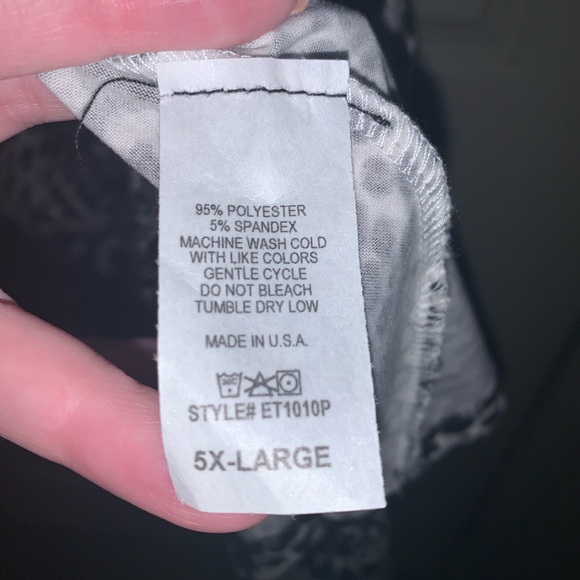 95% POLYESTER
5% SPANDEX
MACHINE WASH COLD
WITH LIKE COLORS
GENTLE CYCLE
DO NOT BLEACH
TUMBLE DRY LOW
MADE IN U.S.A.
STYLE# ET1010P
5X-LARGE